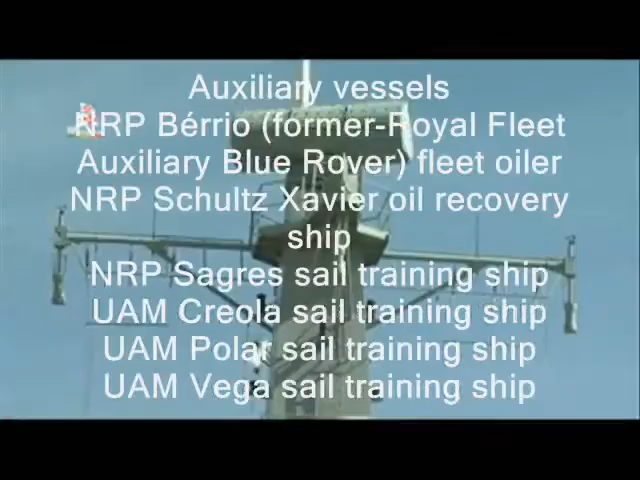 Auxiliary vessels
NRP Bérrio (former-Royal Fleet
Auxiliary Blue Rover) fleet oiler
NRP Schultz Xavier oil recovery
ship
NRP Sagres sail training ship
UAM Creola sail training ship
UAM Polar sail training ship
UAM Vega sail training ship